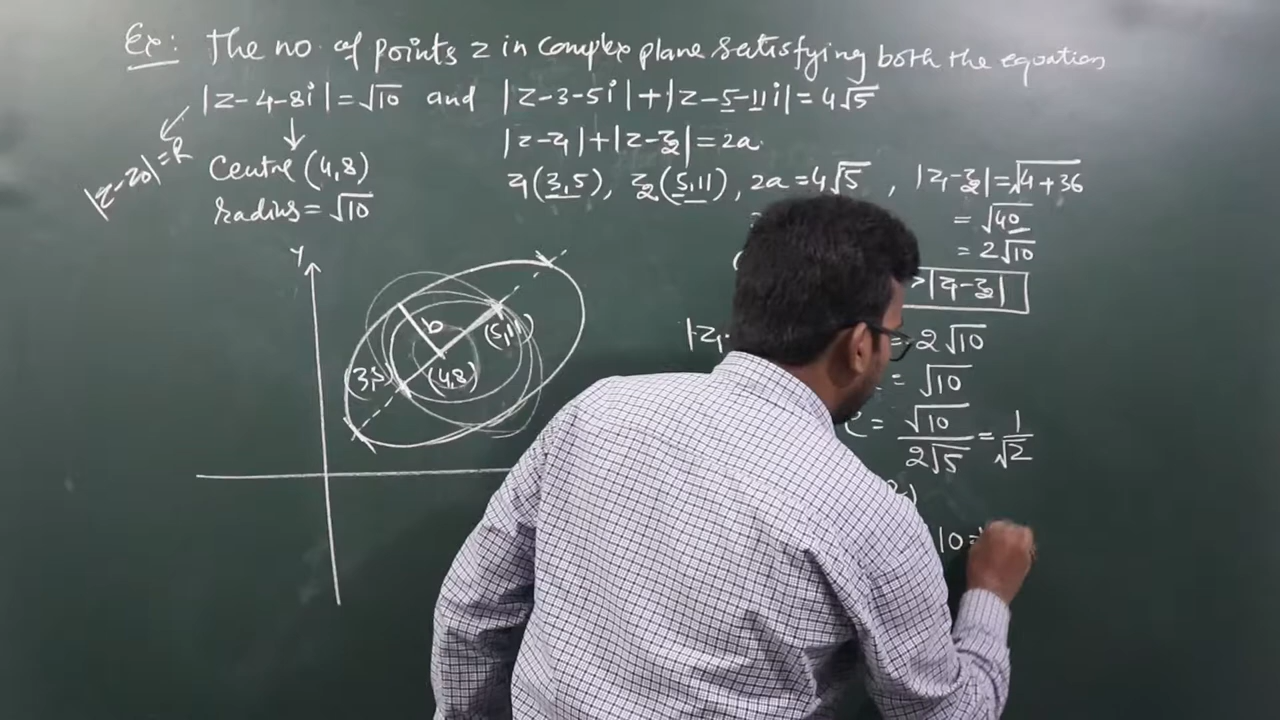 Ex: The no. of points z in complex plane satisfying both the equation
|z-4-8i|=√10 and |z-3-5i|+|z-5-11i|=4√5
|z-z0|=R
Centre (4,8)
radius = √10
|z-z1|+|z-z2|=2a
z1(3,5), z2(5,11), 2a=4√5, |z1-z2|=√4+36
=√40
=2√10
>|z1-z2|
|z1- = 2√10
= √10
e = √10/2√5 = 1/√2
Y
b
(5,11)
(3,5)
(4,8)
10=